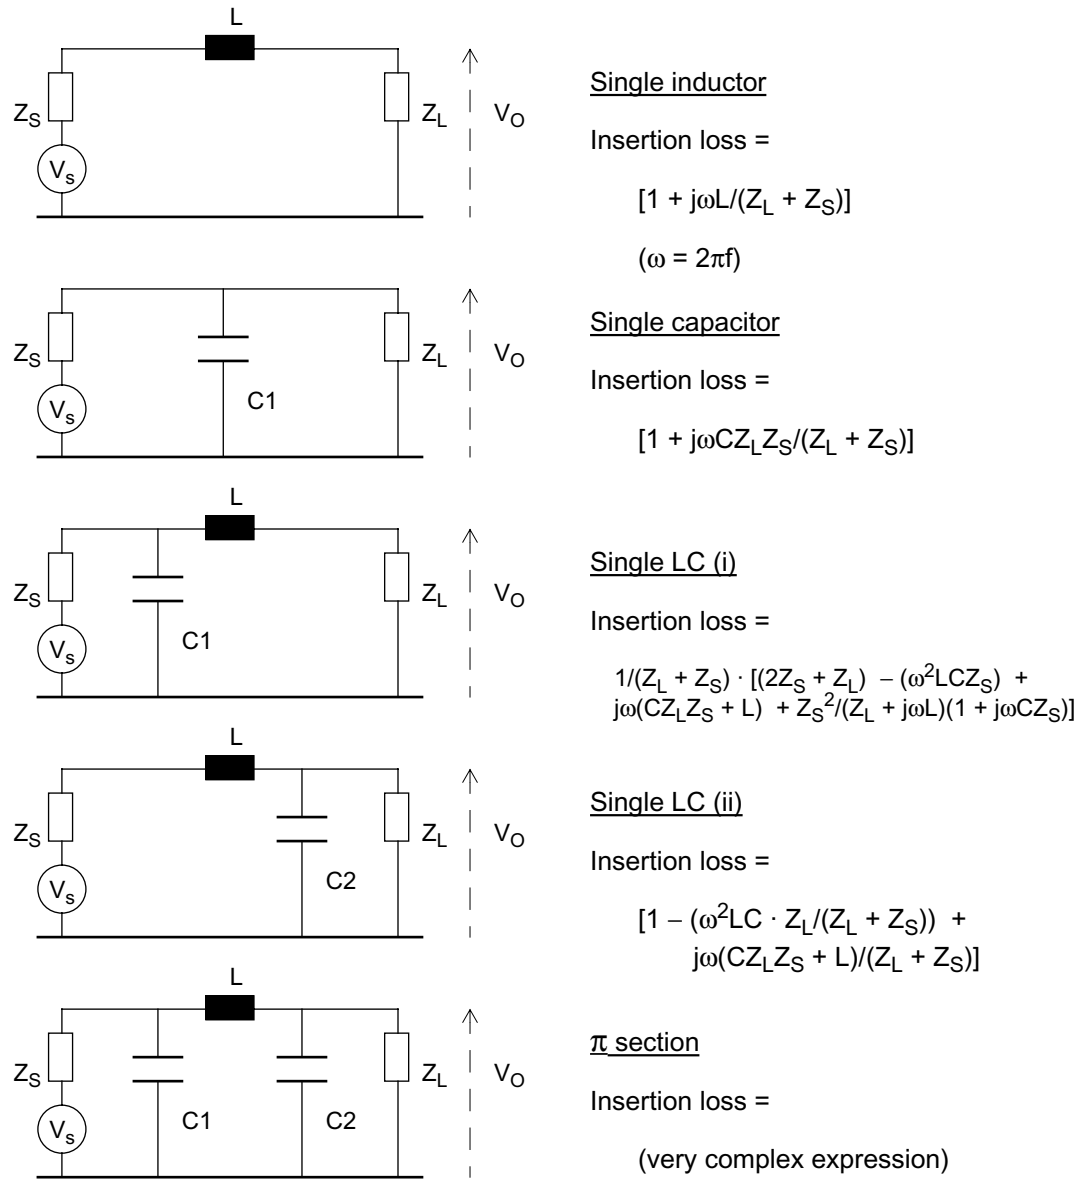 L
Z_S
V_s
Z_L
V_O
Single inductor
Insertion loss =
[1 + jωL/(Z_L + Z_S)]
(ω = 2πf)
Z_S
V_s
C1
Z_L
V_O
Single capacitor
Insertion loss =
[1 + jωCZ_LZ_S/(Z_L + Z_S)]
L
Z_S
V_s
C1
Z_L
V_O
Single LC (i)
Insertion loss =
1/(Z_L + Z_S) · [(2Z_S + Z_L) – (ω²LCZ_S) +
jω(CZ_LZ_S + L) + Z_S²/(Z_L + jωL)(1 + jωCZ_S)]
L
Z_S
V_s
C2
Z_L
V_O
Single LC (ii)
Insertion loss =
[1 – (ω²LC · Z_L/(Z_L + Z_S)) +
jω(CZ_LZ_S + L)/(Z_L + Z_S)]
L
Z_S
V_s
C1
C2
Z_L
V_O
π section
Insertion loss =
(very complex expression)